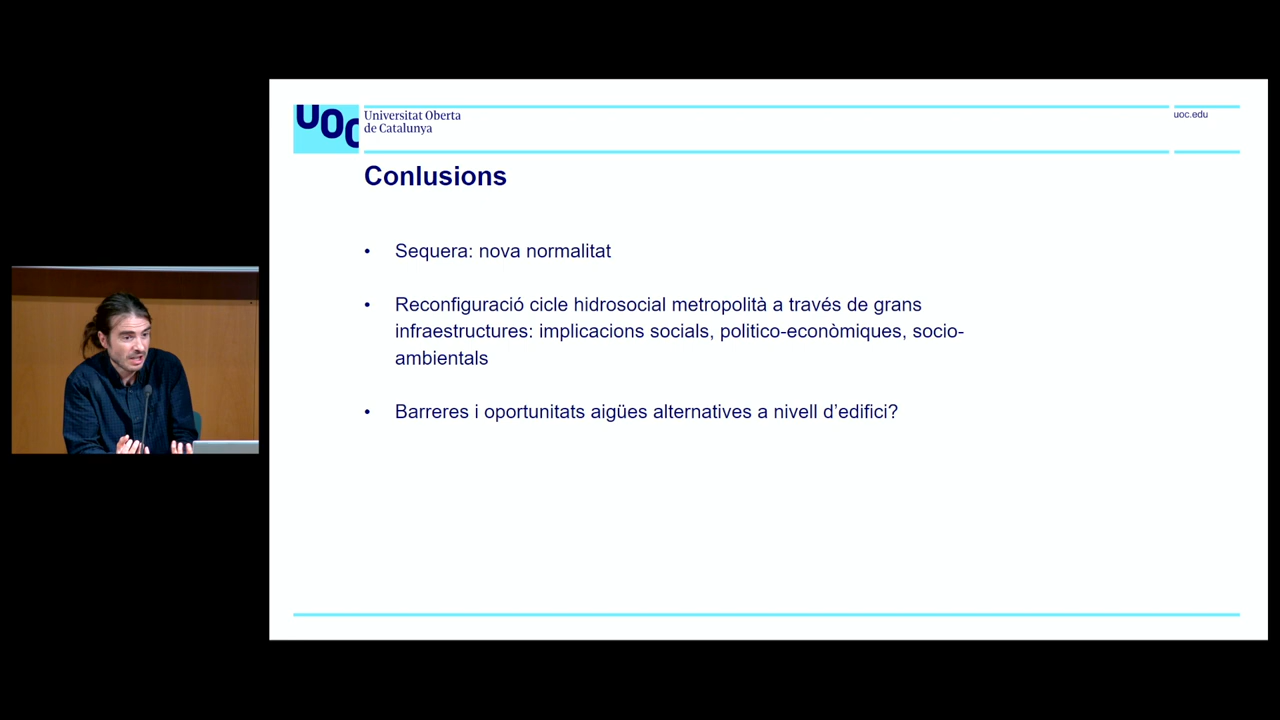 UOC
Universitat Oberta
de Catalunya
uoc.edu
Conlusions
• Sequera: nova normalitat
• Reconfiguració cicle hidrosocial metropolità a través de grans
infraestructures: implicacions socials, politico-econòmiques, socio-
ambientals
• Barreres i oportunitats aigües alternatives a nivell d’edifici?